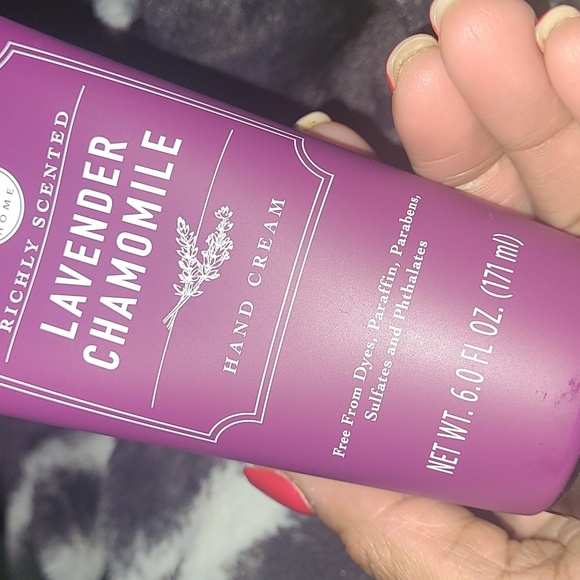 HOME
RICHLY SCENTED
LAVENDER
CHAMOMILE
HAND CREAM
Free From Dyes, Paraffin, Parabens,
Sulfates and Phthalates
NET WT. 6.0 FL OZ. (171 ml)